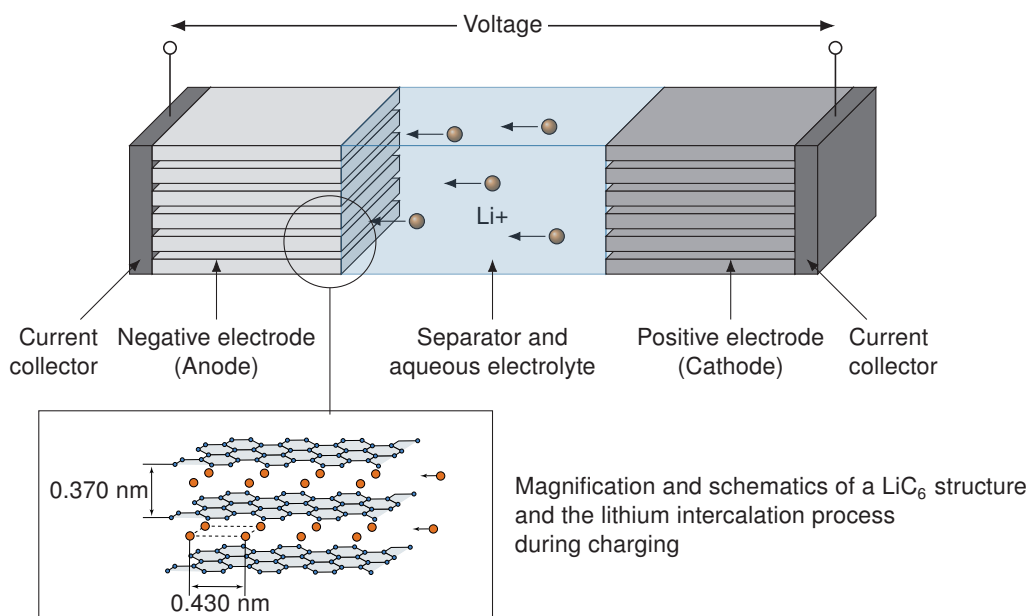 Voltage
Li+
Current
collector
Negative electrode
(Anode)
Separator and
aqueous electrolyte
Positive electrode
(Cathode)
Current
collector
0.370 nm
0.430 nm
Magnification and schematics of a LiC₆ structure
and the lithium intercalation process
during charging